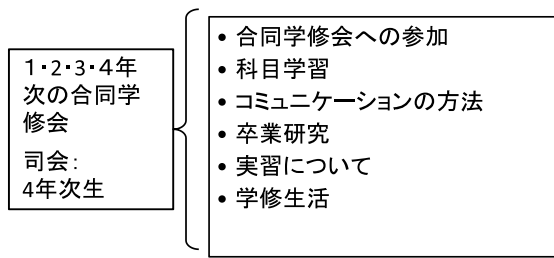 1・2・3・4年
次の合同学
修会
司会：
4年次生
• 合同学修会への参加
• 科目学習
• コミュニケーションの方法
• 卒業研究
• 実習について
• 学修生活